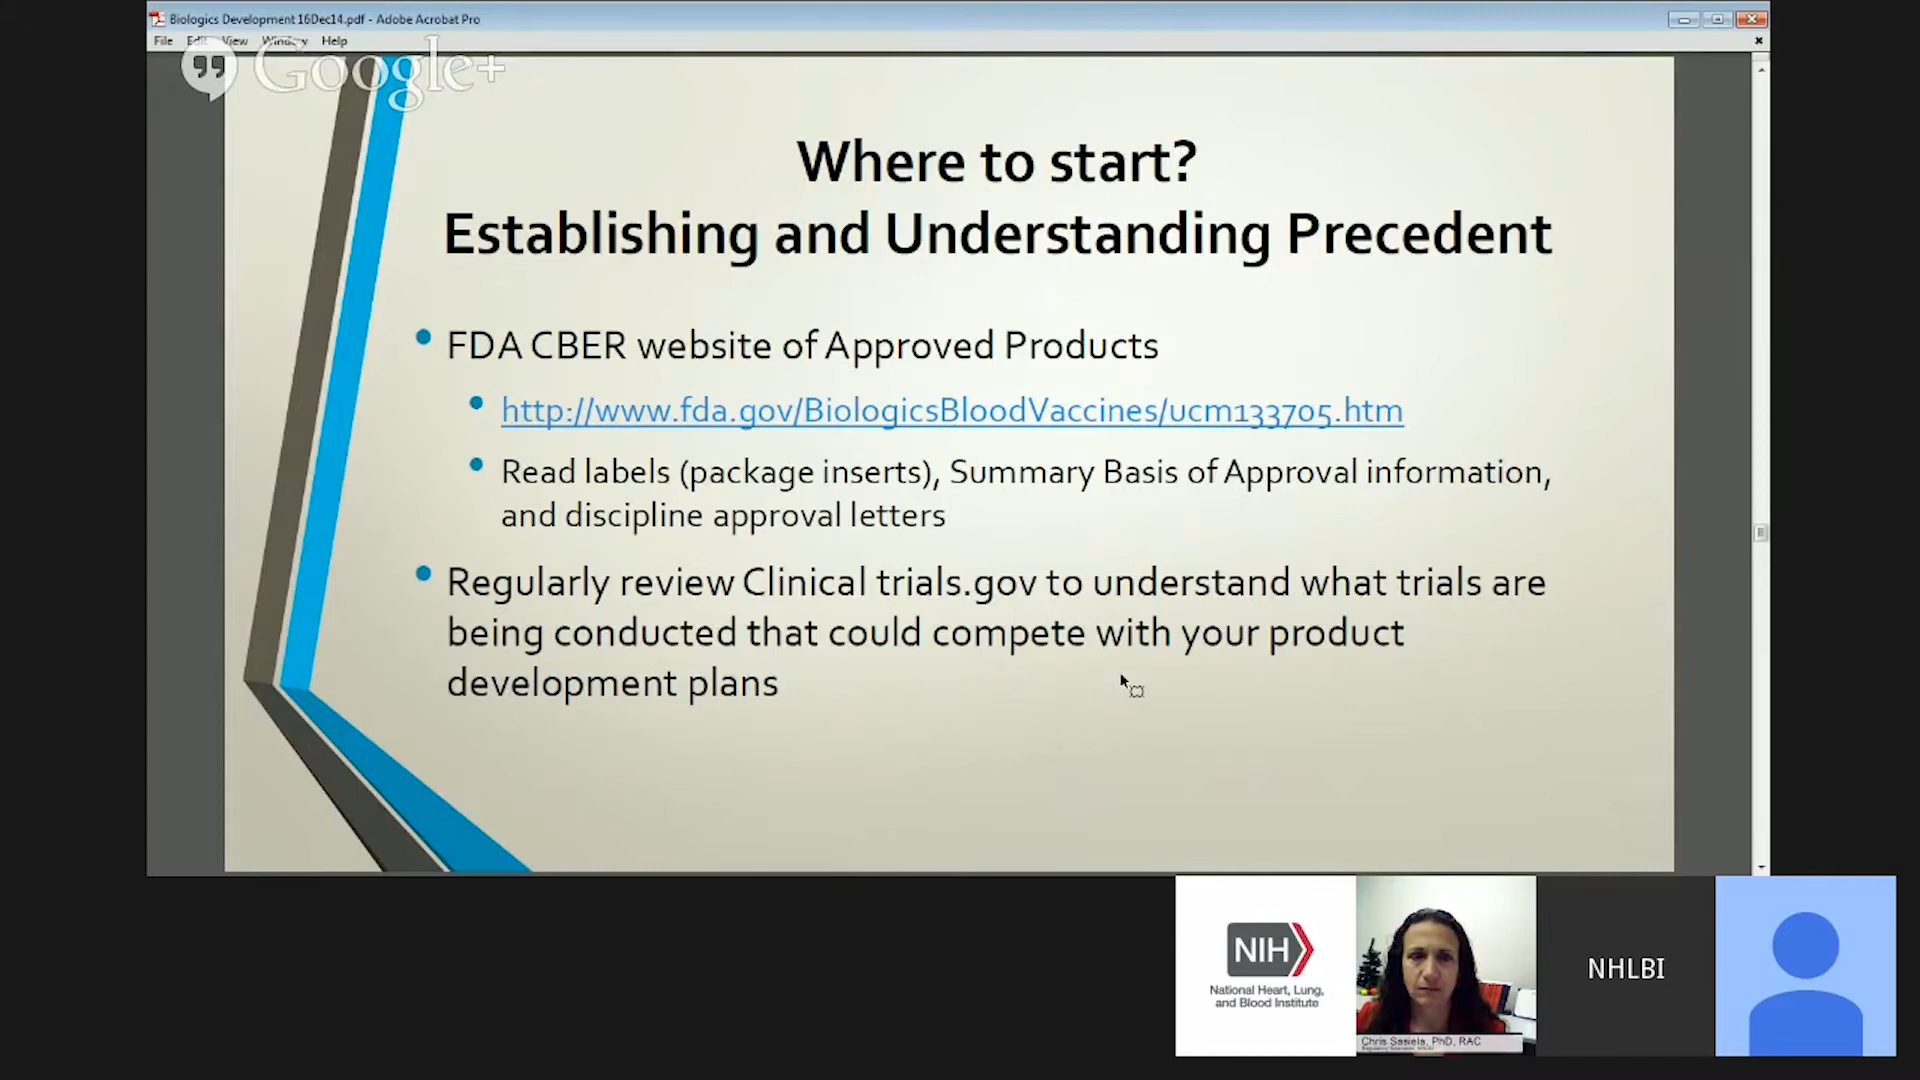 Biologics Development 16Dec14.pdf - Adobe Acrobat Pro
File Edit View Window Help
Google+
Where to start?
Establishing and Understanding Precedent
FDA CBER website of Approved Products
http://www.fda.gov/BiologicsBloodVaccines/ucm133705.htm
Read labels (package inserts), Summary Basis of Approval information,
and discipline approval letters
Regularly review Clinical trials.gov to understand what trials are
being conducted that could compete with your product
development plans
NIH
National Heart, Lung,
and Blood Institute
Chris Sasiela, PhD, RAC
NHLBI